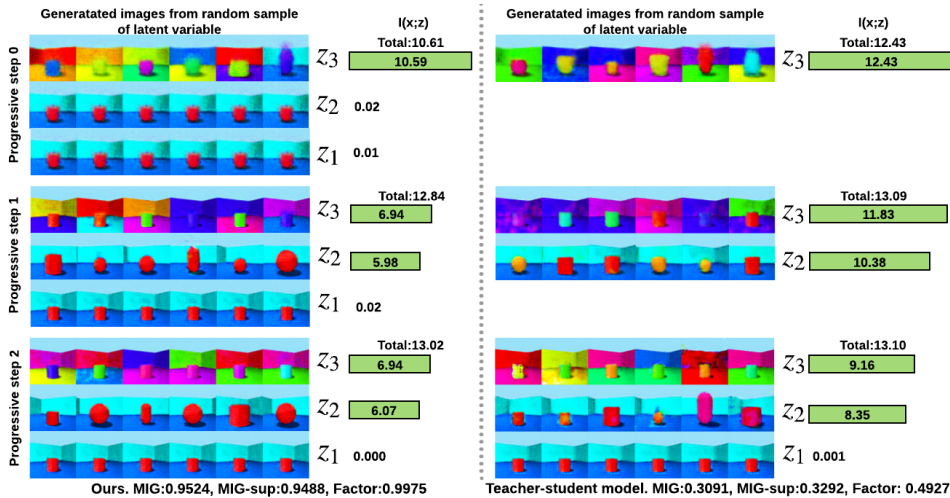 Generatated images from random sample
of latent variable
I(x;z)
Progressive step 0
Total:10.61
z3 10.59
z2 0.02
z1 0.01
Progressive step 1
Total:12.84
z3 6.94
z2 5.98
z1 0.02
Progressive step 2
Total:13.02
z3 6.94
z2 6.07
z1 0.000
Ours. MIG:0.9524, MIG-sup:0.9488, Factor:0.9975
Generatated images from random sample
of latent variable
I(x;z)
Total:12.43
z3 12.43
Total:13.09
z3 11.83
z2 10.38
Total:13.10
z3 9.16
z2 8.35
z1 0.001
Teacher-student model. MIG:0.3091, MIG-sup:0.3292, Factor: 0.4927